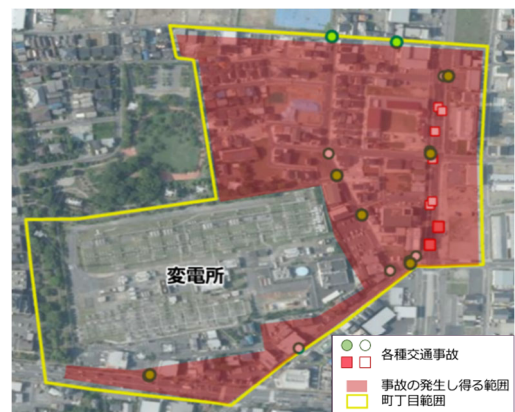 変電所
各種交通事故
事故の発生し得る範囲
町丁目範囲